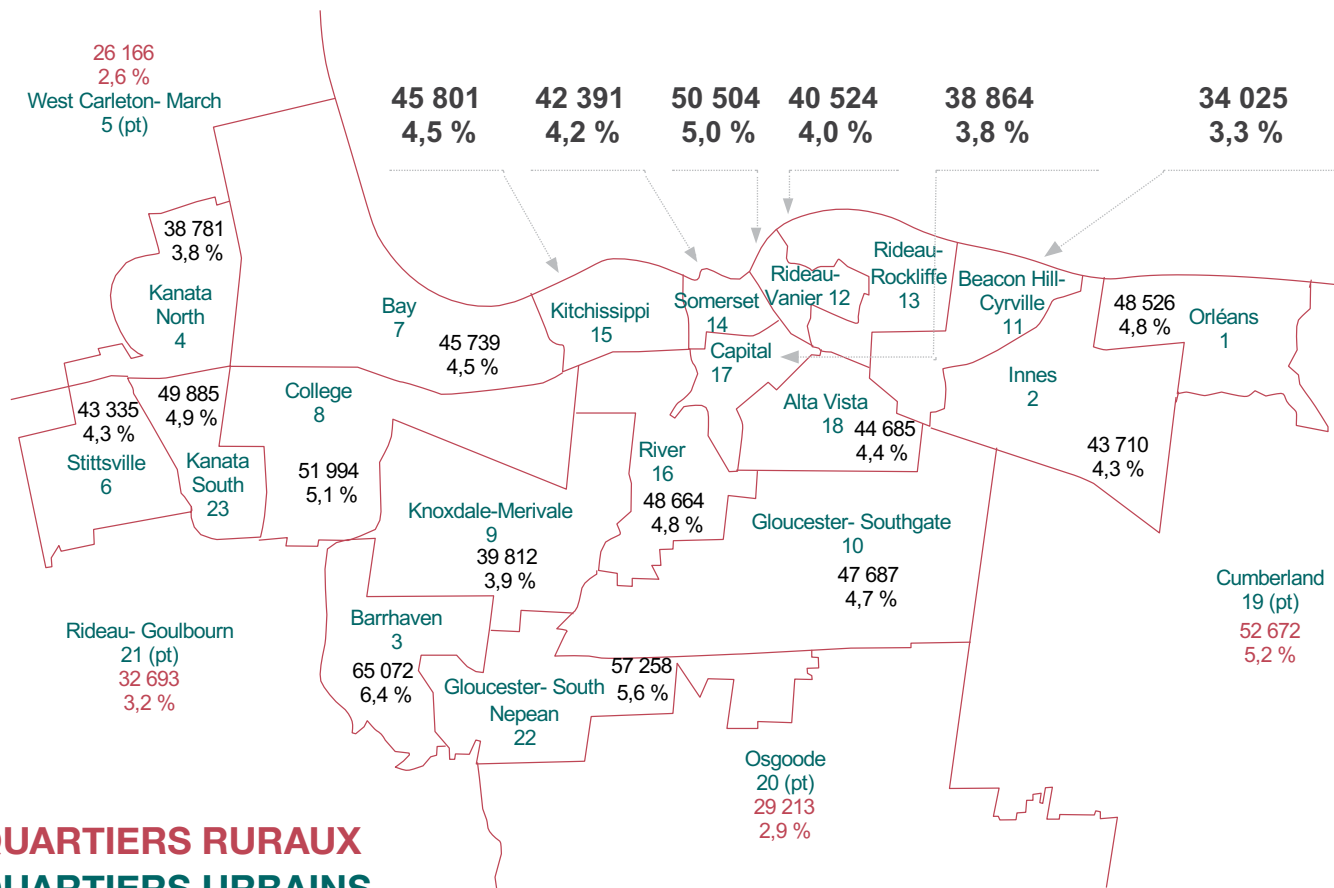 26 166
2,6 %
West Carleton- March
5 (pt)
45 801
4,5 %
42 391
4,2 %
50 504
5,0 %
40 524
4,0 %
38 864
3,8 %
34 025
3,3 %
38 781
3,8 %
Kanata
North
4
Bay
7
45 739
4,5 %
Kitchissippi
15
Somerset
14
Rideau-
Vanier 12
Rideau-
Rockliffe
13
Beacon Hill-
Cyrville
11
48 526
4,8 %
Orléans
1
Capital
17
Innes
2
43 710
4,3 %
43 335
4,3 %
Stittsville
6
49 885
4,9 %
Kanata
South
23
College
8
51 994
5,1 %
Alta Vista
18
44 685
4,4 %
River
16
48 664
4,8 %
Knoxdale-Merivale
9
39 812
3,9 %
Gloucester- Southgate
10
47 687
4,7 %
Cumberland
19 (pt)
52 672
5,2 %
Rideau- Goulbourn
21 (pt)
32 693
3,2 %
Barrhaven
3
65 072
6,4 %
Gloucester- South
Nepean
22
57 258
5,6 %
Osgoode
20 (pt)
29 213
2,9 %
QUARTIERS RURAUX
QUARTIERS URBAINS